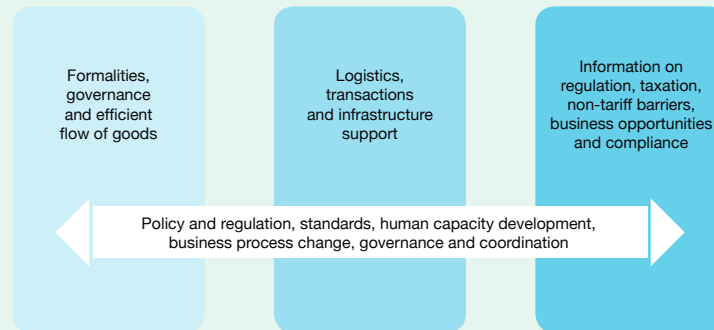 Formalities,
governance
and efficient
flow of goods
Logistics,
transactions
and infrastructure
support
Information on
regulation, taxation,
non-tariff barriers,
business opportunities
and compliance
Policy and regulation, standards, human capacity development,
business process change, governance and coordination